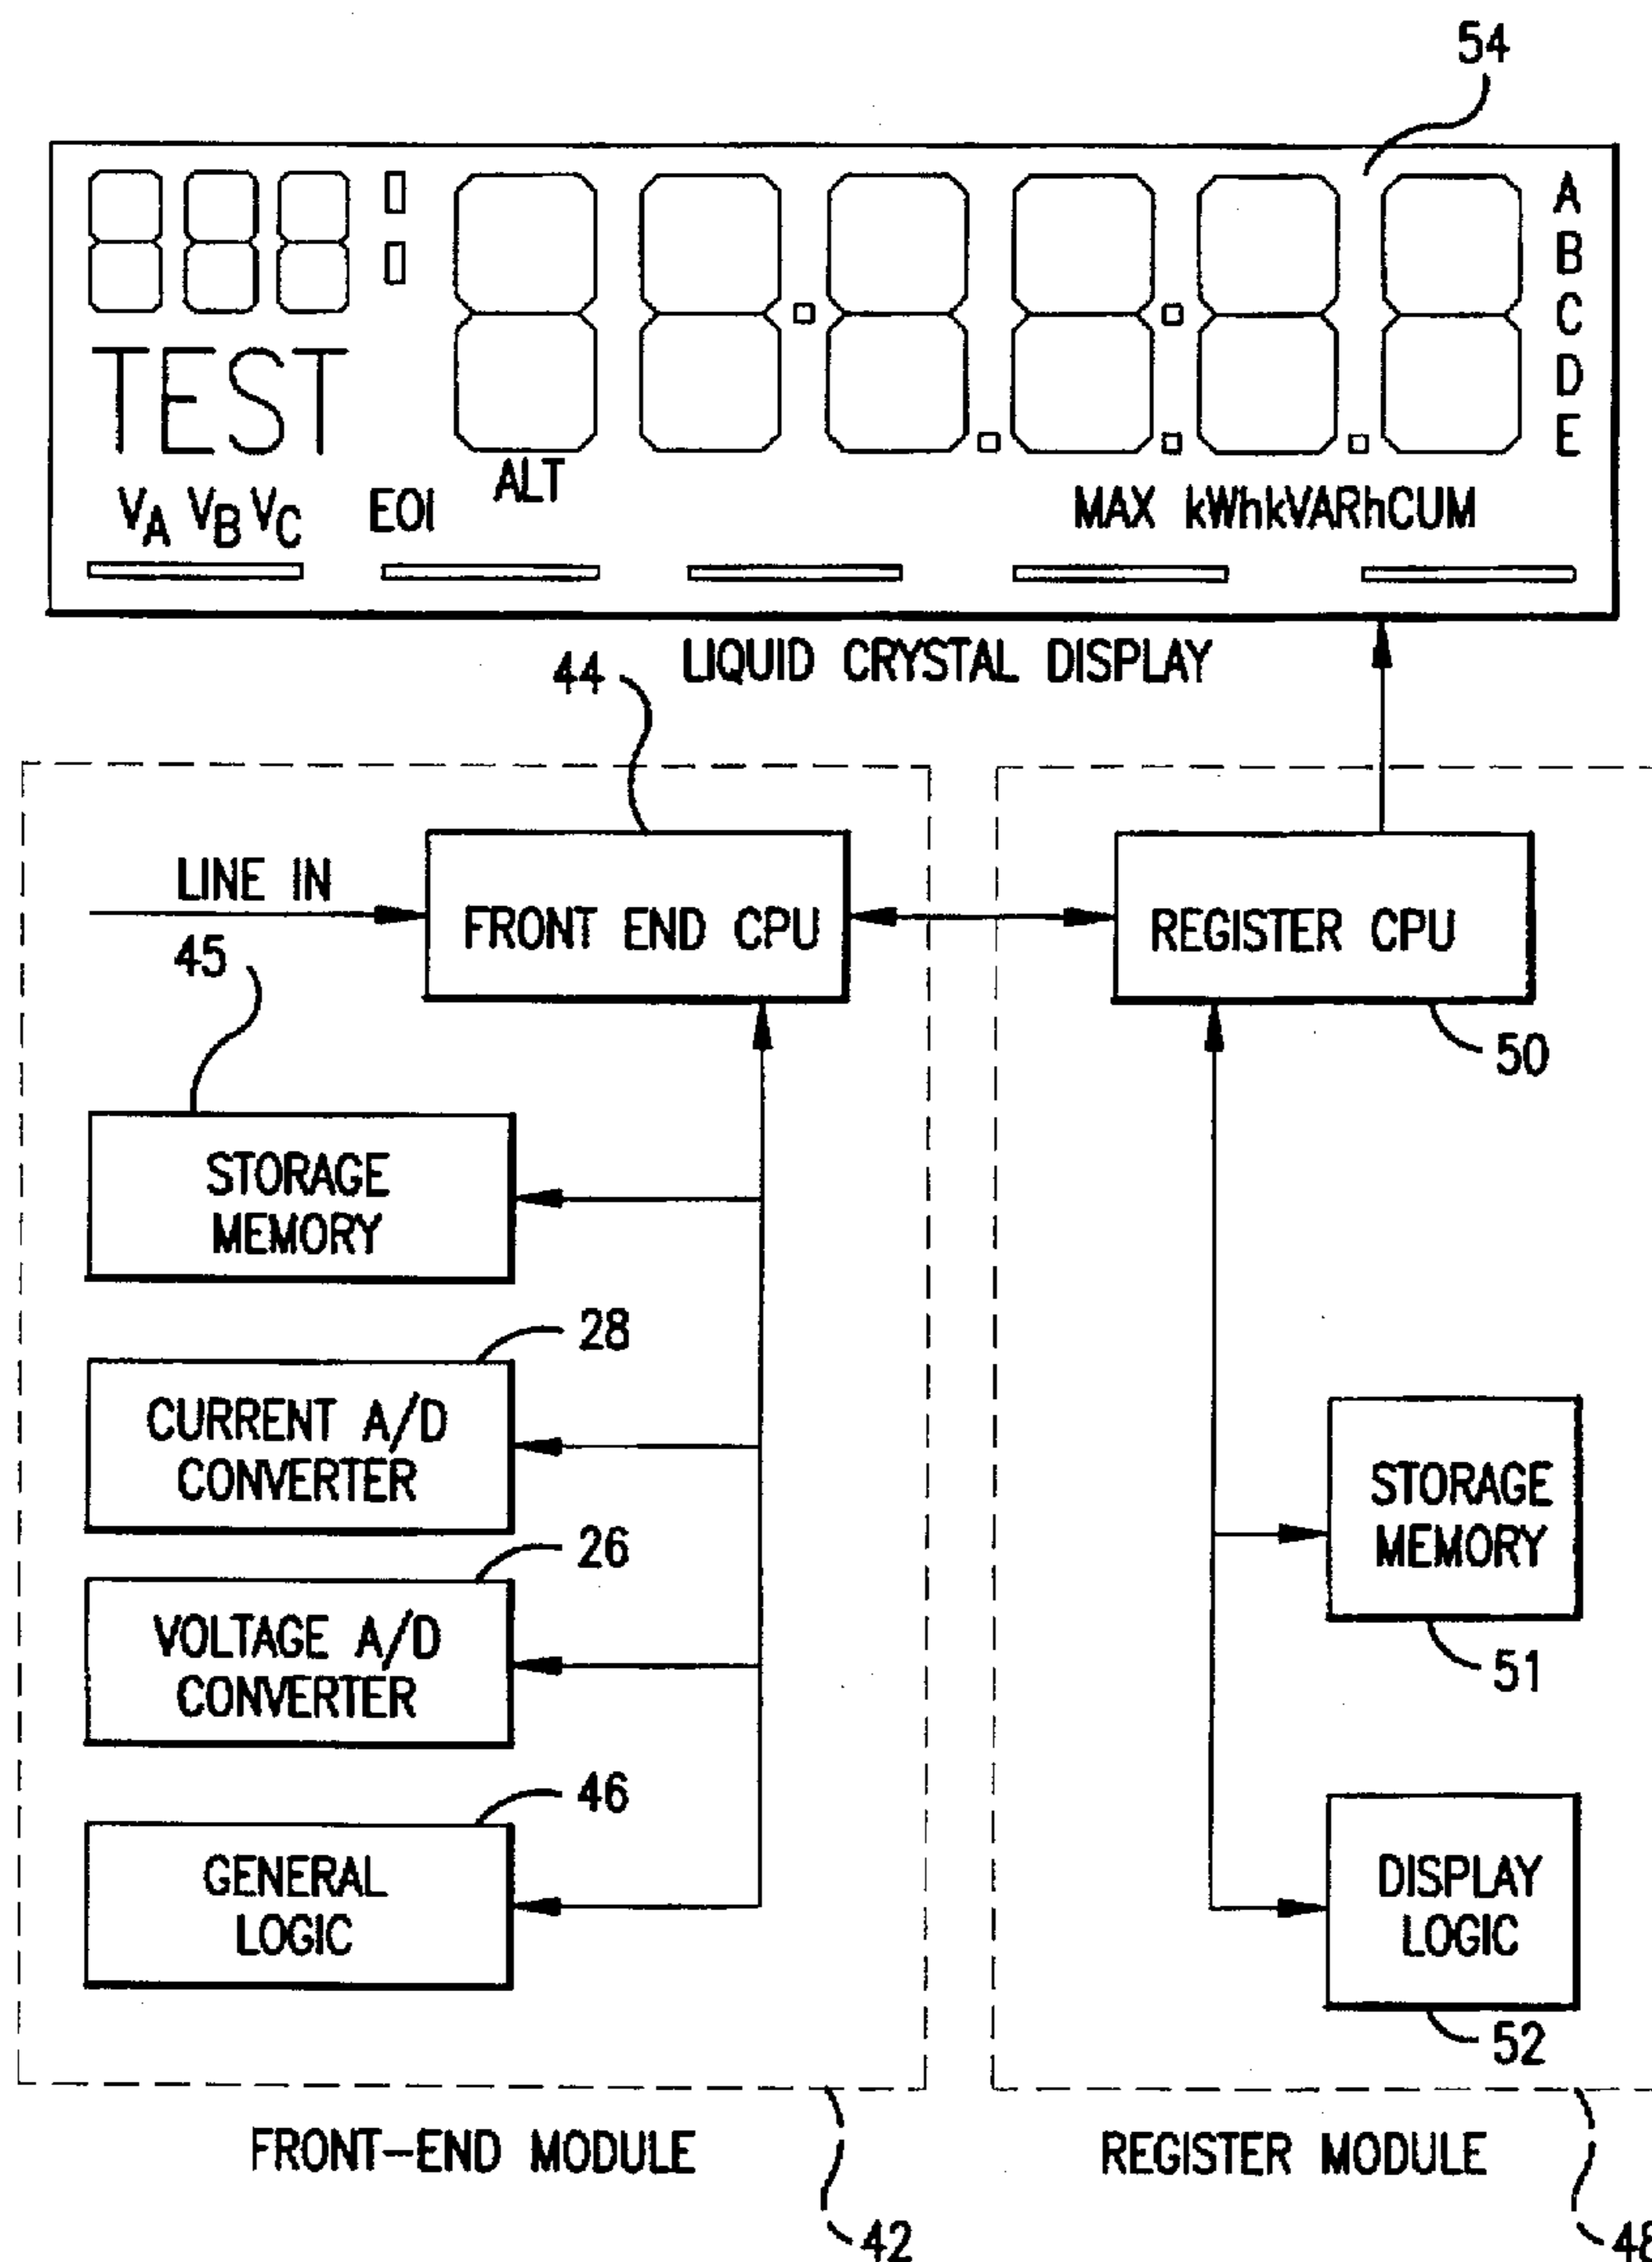 54
A
B
C
D
E
TEST
ALT
VA VB VC EOI
MAX kWhkVARhCUM
LIQUID CRYSTAL DISPLAY
44
LINE IN
FRONT END CPU
REGISTER CPU
45
50
STORAGE
MEMORY
28
CURRENT A/D
CONVERTER
STORAGE
MEMORY
26
VOLTAGE A/D
CONVERTER
51
46
GENERAL
LOGIC
DISPLAY
LOGIC
52
FRONT-END MODULE
REGISTER MODULE
42
48